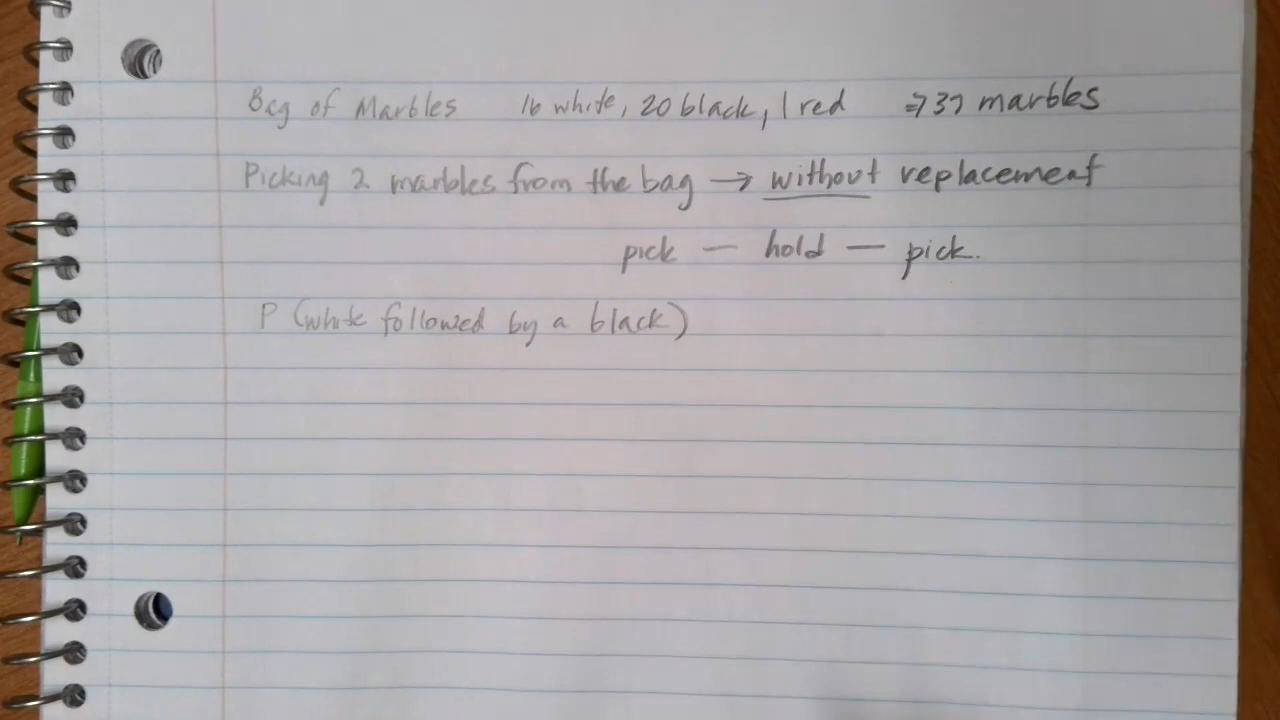 Bag of Marbles 16 white, 20 black, 1 red ⇒ 37 marbles
Picking 2 marbles from the bag → without replacement
pick — hold — pick.
P (white followed by a black)